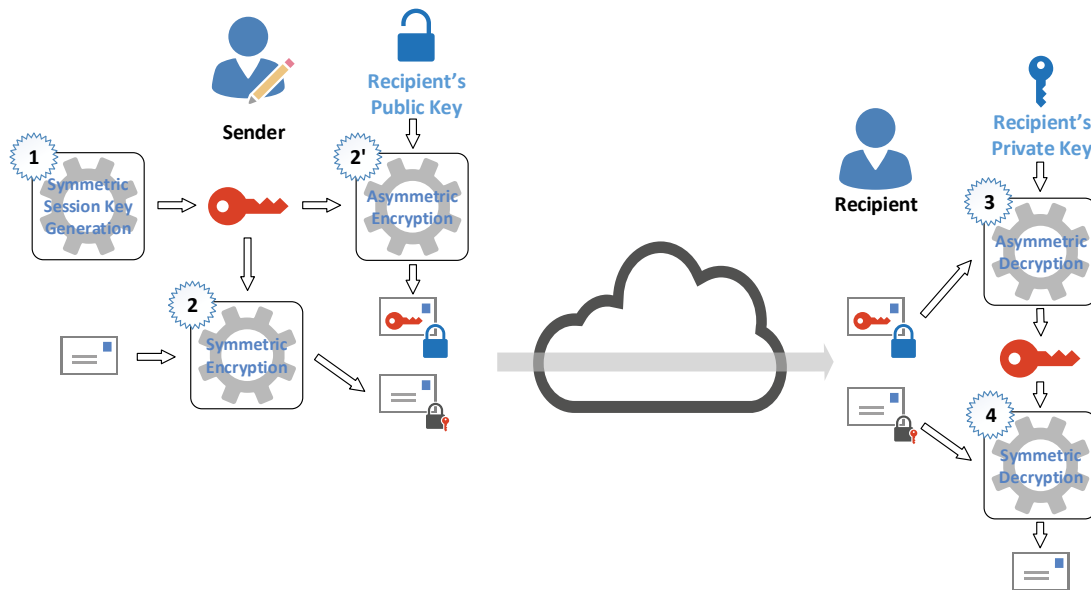 Recipient's
Public Key
Sender
1
Symmetric
Session Key
Generation
2'
Asymmetric
Encryption
2
Symmetric
Encryption
Recipient's
Private Key
Recipient
3
Asymmetric
Decryption
4
Symmetric
Decryption